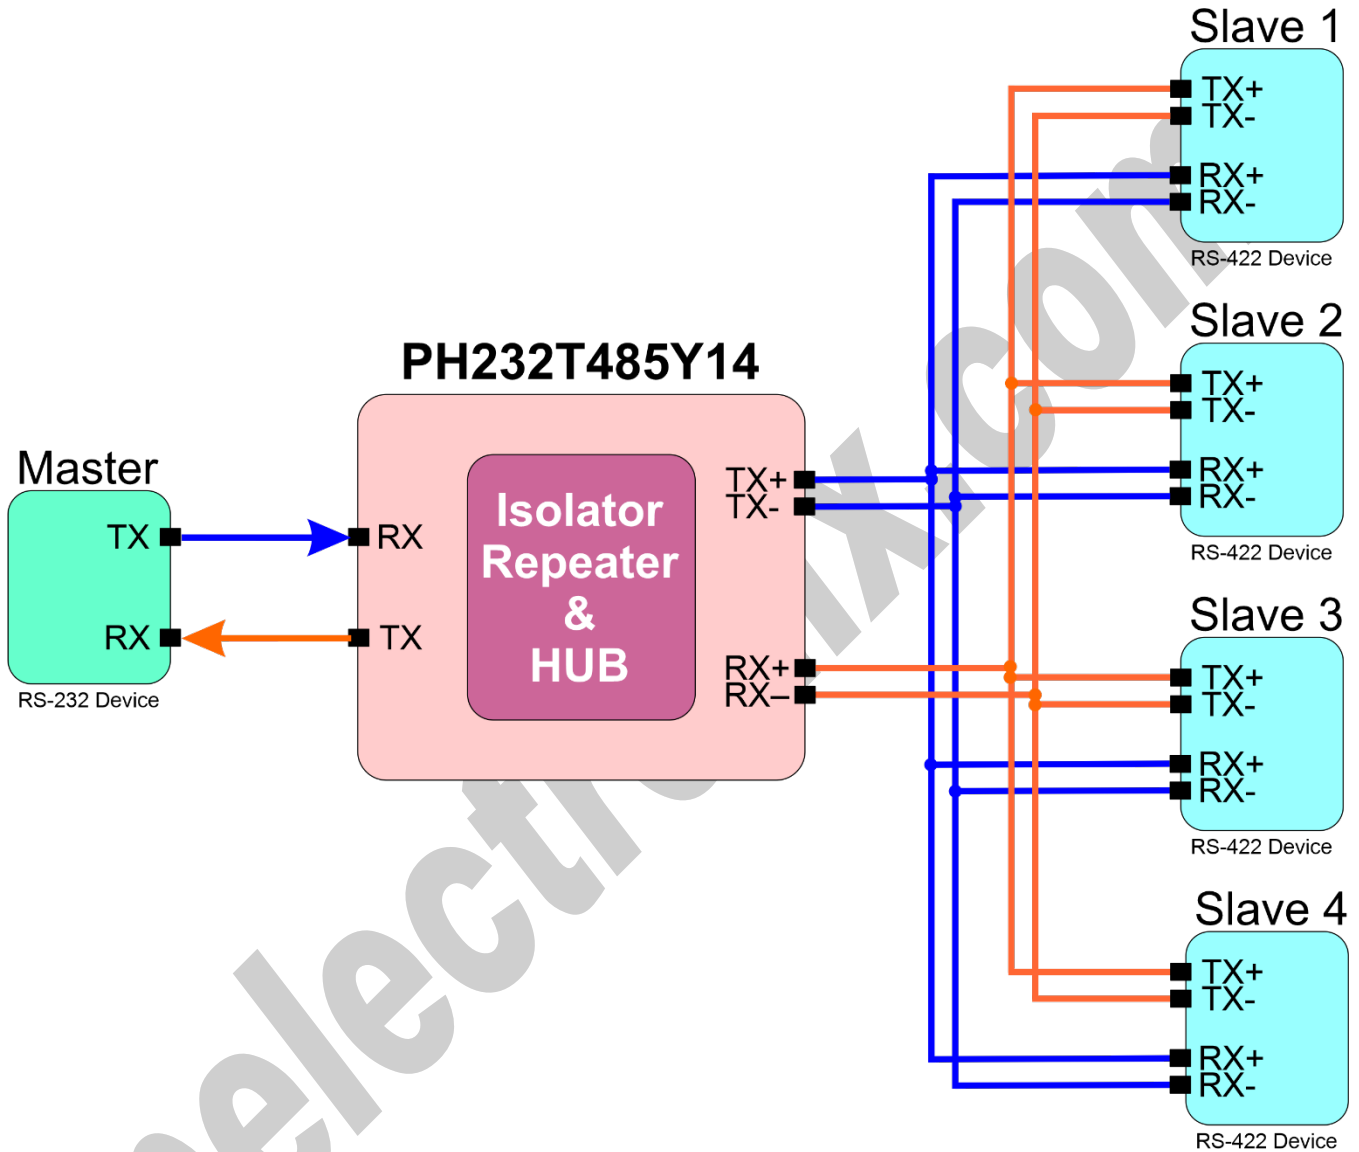 PH232T485Y14
Master
TX
RX
RS-232 Device
RX
TX
Isolator
Repeater
&
HUB
TX+
TX-
RX+
RX–
Slave 1
TX+
TX-
RX+
RX-
RS-422 Device
Slave 2
TX+
TX-
RX+
RX-
RS-422 Device
Slave 3
TX+
TX-
RX+
RX-
RS-422 Device
Slave 4
TX+
TX-
RX+
RX-
RS-422 Device